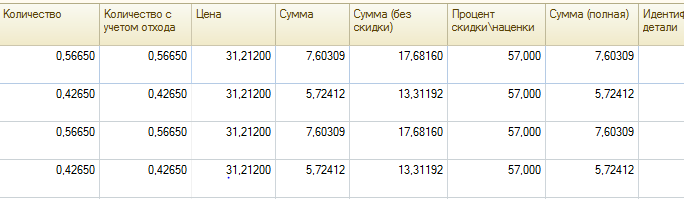 Количество Количество с учетом отхода Цена Сумма Сумма (без скидки) Процент скидки\наценки Сумма (полная) Идентиф детали
0,56650 0,56650 31,21200 7,60309 17,68160 57,000 7,60309
0,42650 0,42650 31,21200 5,72412 13,31192 57,000 5,72412
0,56650 0,56650 31,21200 7,60309 17,68160 57,000 7,60309
0,42650 0,42650 31,21200 5,72412 13,31192 57,000 5,72412